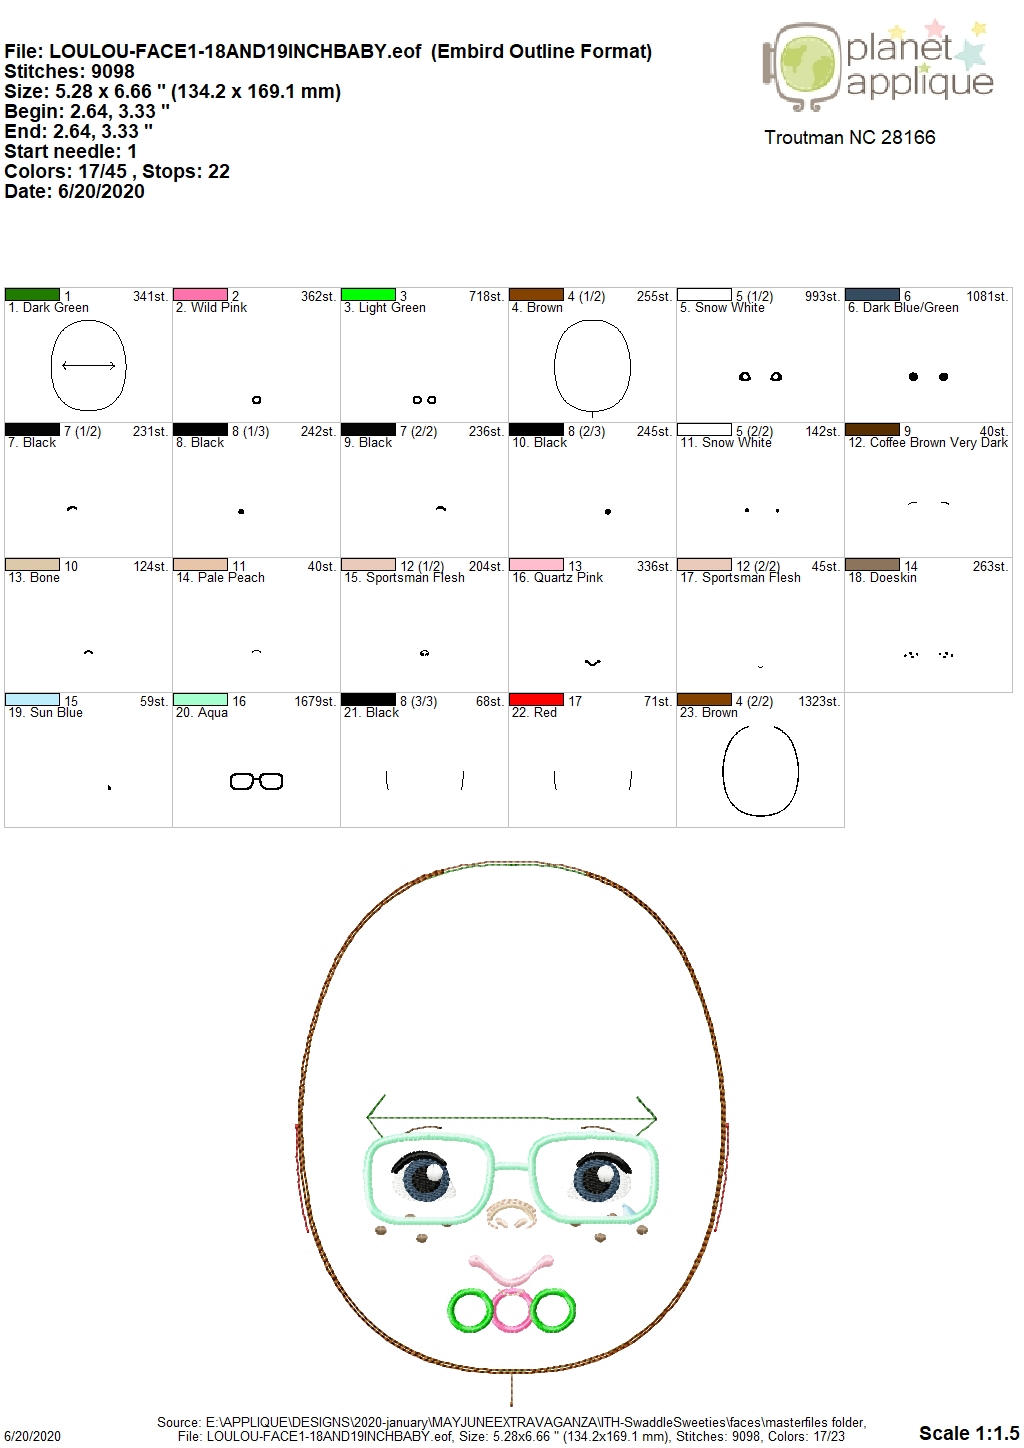 File: LOULOU-FACE1-18AND19INCHBABY.eof  (Embird Outline Format)
Stitches: 9098
Size: 5.28 x 6.66 " (134.2 x 169.1 mm)
Begin: 2.64, 3.33 "
End: 2.64, 3.33 "
Start needle: 1
Colors: 17/45 , Stops: 22
Date: 6/20/2020
planet
applique
Troutman NC 28166
1 341st. 2 362st. 3 718st. 4 (1/2) 255st. 5 (1/2) 993st. 6 1081st.
1. Dark Green 2. Wild Pink 3. Light Green 4. Brown 5. Snow White 6. Dark Blue/Green
7 (1/2) 231st. 8 (1/3) 242st. 7 (2/2) 236st. 8 (2/3) 245st. 5 (2/2) 142st. 9 40st.
7. Black 8. Black 9. Black 10. Black 11. Snow White 12. Coffee Brown Very Dark
10 124st. 11 40st. 12 (1/2) 204st. 13 336st. 12 (2/2) 45st. 14 263st.
13. Bone 14. Pale Peach 15. Sportsman Flesh 16. Quartz Pink 17. Sportsman Flesh 18. Doeskin
15 59st. 16 1679st. 8 (3/3) 68st. 17 71st. 4 (2/2) 1323st.
19. Sun Blue 20. Aqua 21. Black 22. Red 23. Brown
Source: E:\APPLIQUE\DESIGNS\2020-january\MAYJUNEEXTRAVAGANZA\ITH-SwaddleSweeties\faces\masterfiles folder,
6/20/2020 File: LOULOU-FACE1-18AND19INCHBABY.eof, Size: 5.28x6.66 " (134.2x169.1 mm), Stitches: 9098, Colors: 17/23 Scale 1:1.5